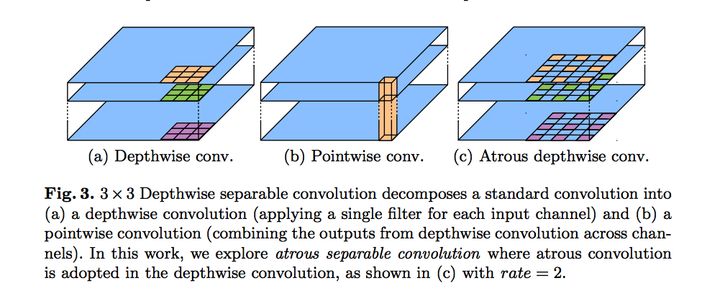 (a) Depthwise conv. (b) Pointwise conv. (c) Atrous depthwise conv.
Fig. 3. 3 × 3 Depthwise separable convolution decomposes a standard convolution into
(a) a depthwise convolution (applying a single filter for each input channel) and (b) a
pointwise convolution (combining the outputs from depthwise convolution across chan-
nels). In this work, we explore atrous separable convolution where atrous convolution
is adopted in the depthwise convolution, as shown in (c) with rate = 2.